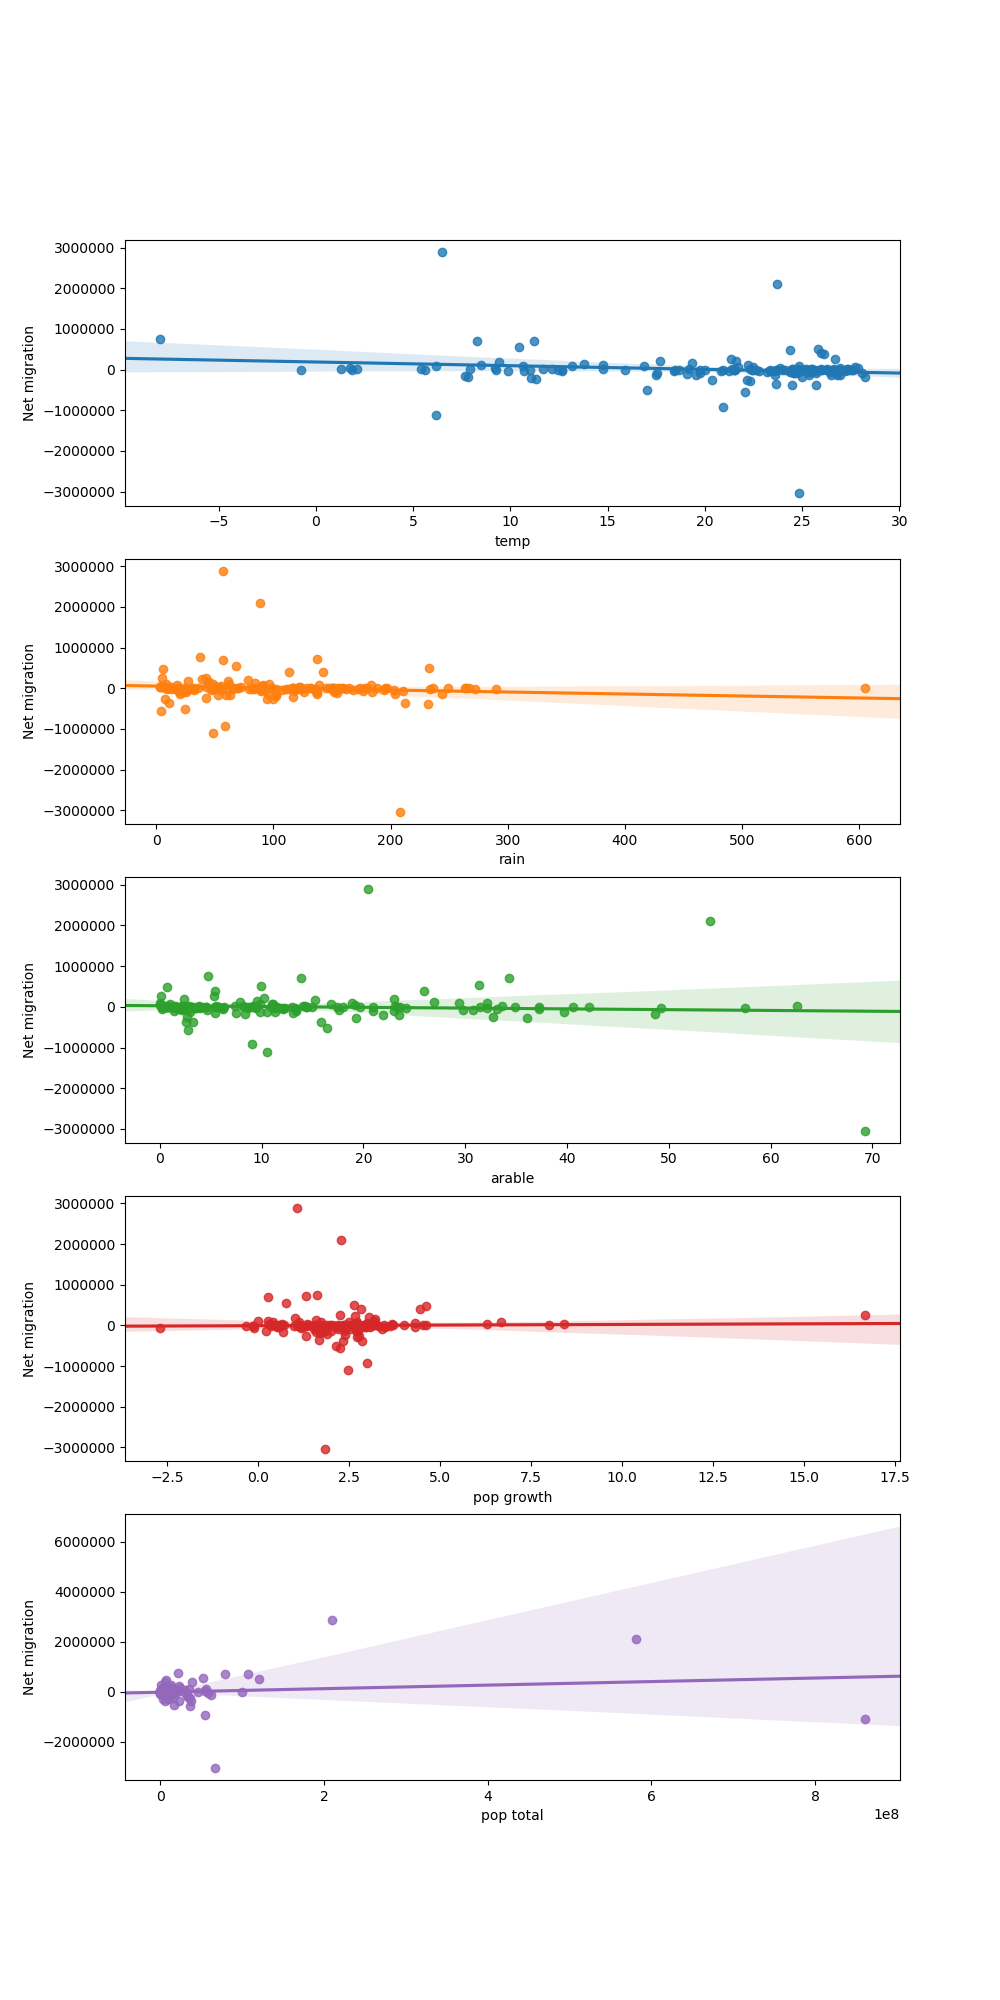 3000000
2000000
1000000
0
−1000000
−2000000
−3000000
Net migration
−5 0 5 10 15 20 25 30
temp
3000000
2000000
1000000
0
−1000000
−2000000
−3000000
Net migration
0 100 200 300 400 500 600
rain
3000000
2000000
1000000
0
−1000000
−2000000
−3000000
Net migration
0 10 20 30 40 50 60 70
arable
3000000
2000000
1000000
0
−1000000
−2000000
−3000000
Net migration
−2.5 0.0 2.5 5.0 7.5 10.0 12.5 15.0 17.5
pop growth
6000000
4000000
2000000
0
−2000000
Net migration
0 2 4 6 8
1e8
pop total